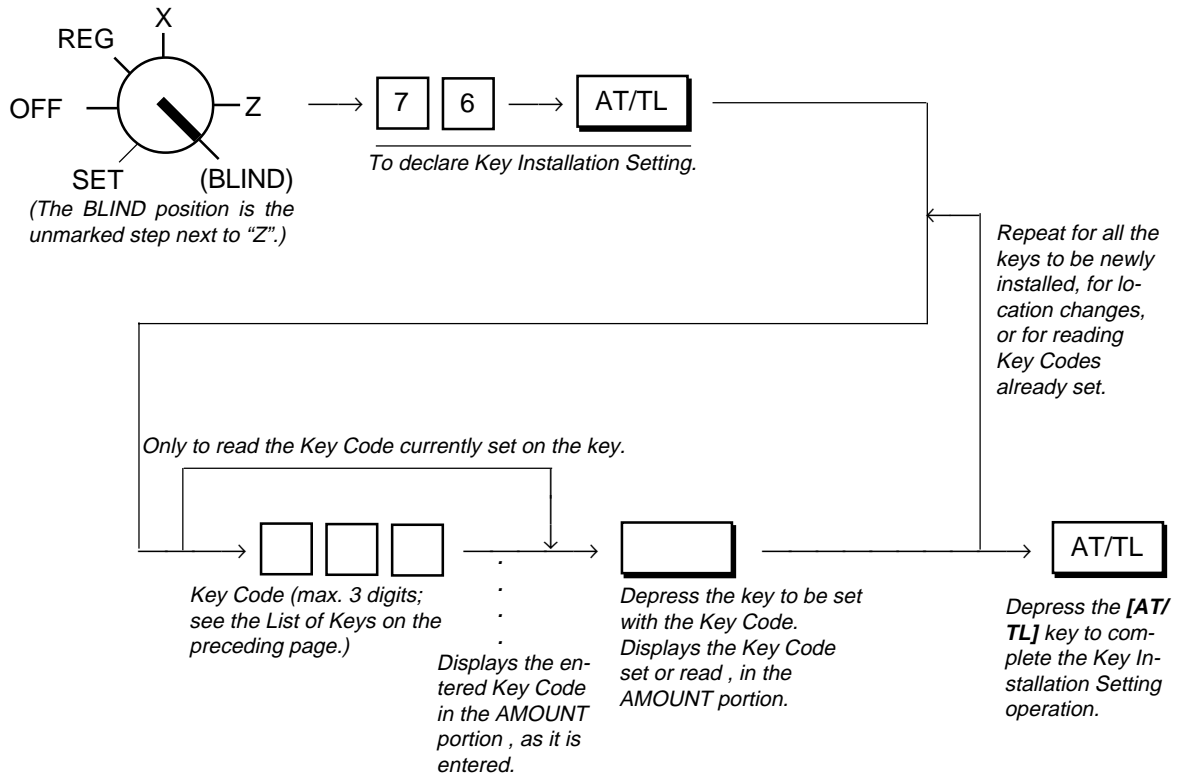 X
REG
OFF
Z
SET
(BLIND)
(The BLIND position is the
unmarked step next to “Z”.)
7 6 AT/TL
To declare Key Installation Setting.
Repeat for all the
keys to be newly
installed, for lo-
cation changes,
or for reading
Key Codes
already set.
Only to read the Key Code currently set on the key.
Key Code (max. 3 digits;
see the List of Keys on the
preceding page.)
Displays the en-
tered Key Code
in the AMOUNT
portion , as it is
entered.
Depress the key to be set
with the Key Code.
Displays the Key Code
set or read , in the
AMOUNT portion.
AT/TL
Depress the [AT/
TL] key to com-
plete the Key In-
stallation Setting
operation.